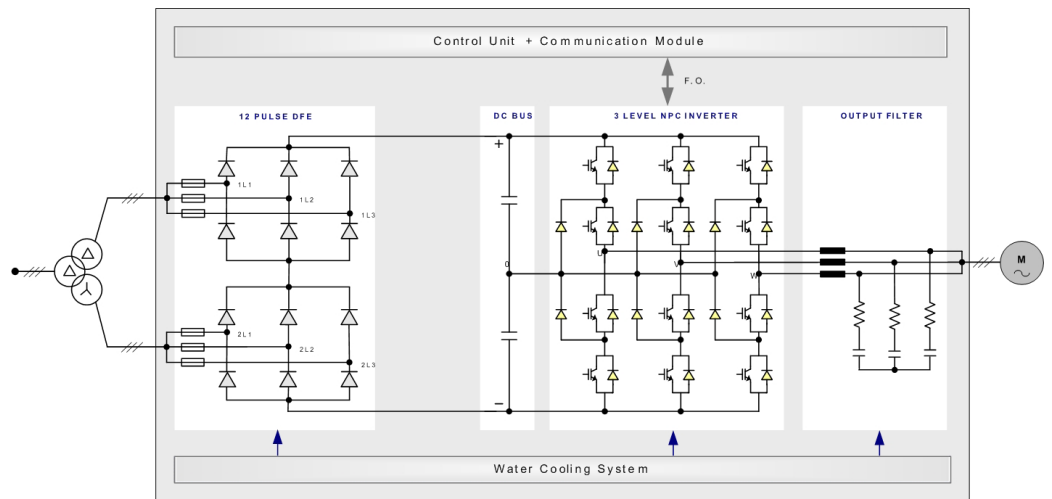 Control Unit + Communication Module
F.O.
12 PULSE DFE
DC BUS
3 LEVEL NPC INVERTER
OUTPUT FILTER
+
1L1
1L2
1L3
0
U
V
W
M
2L1
2L2
2L3
−
Water Cooling System